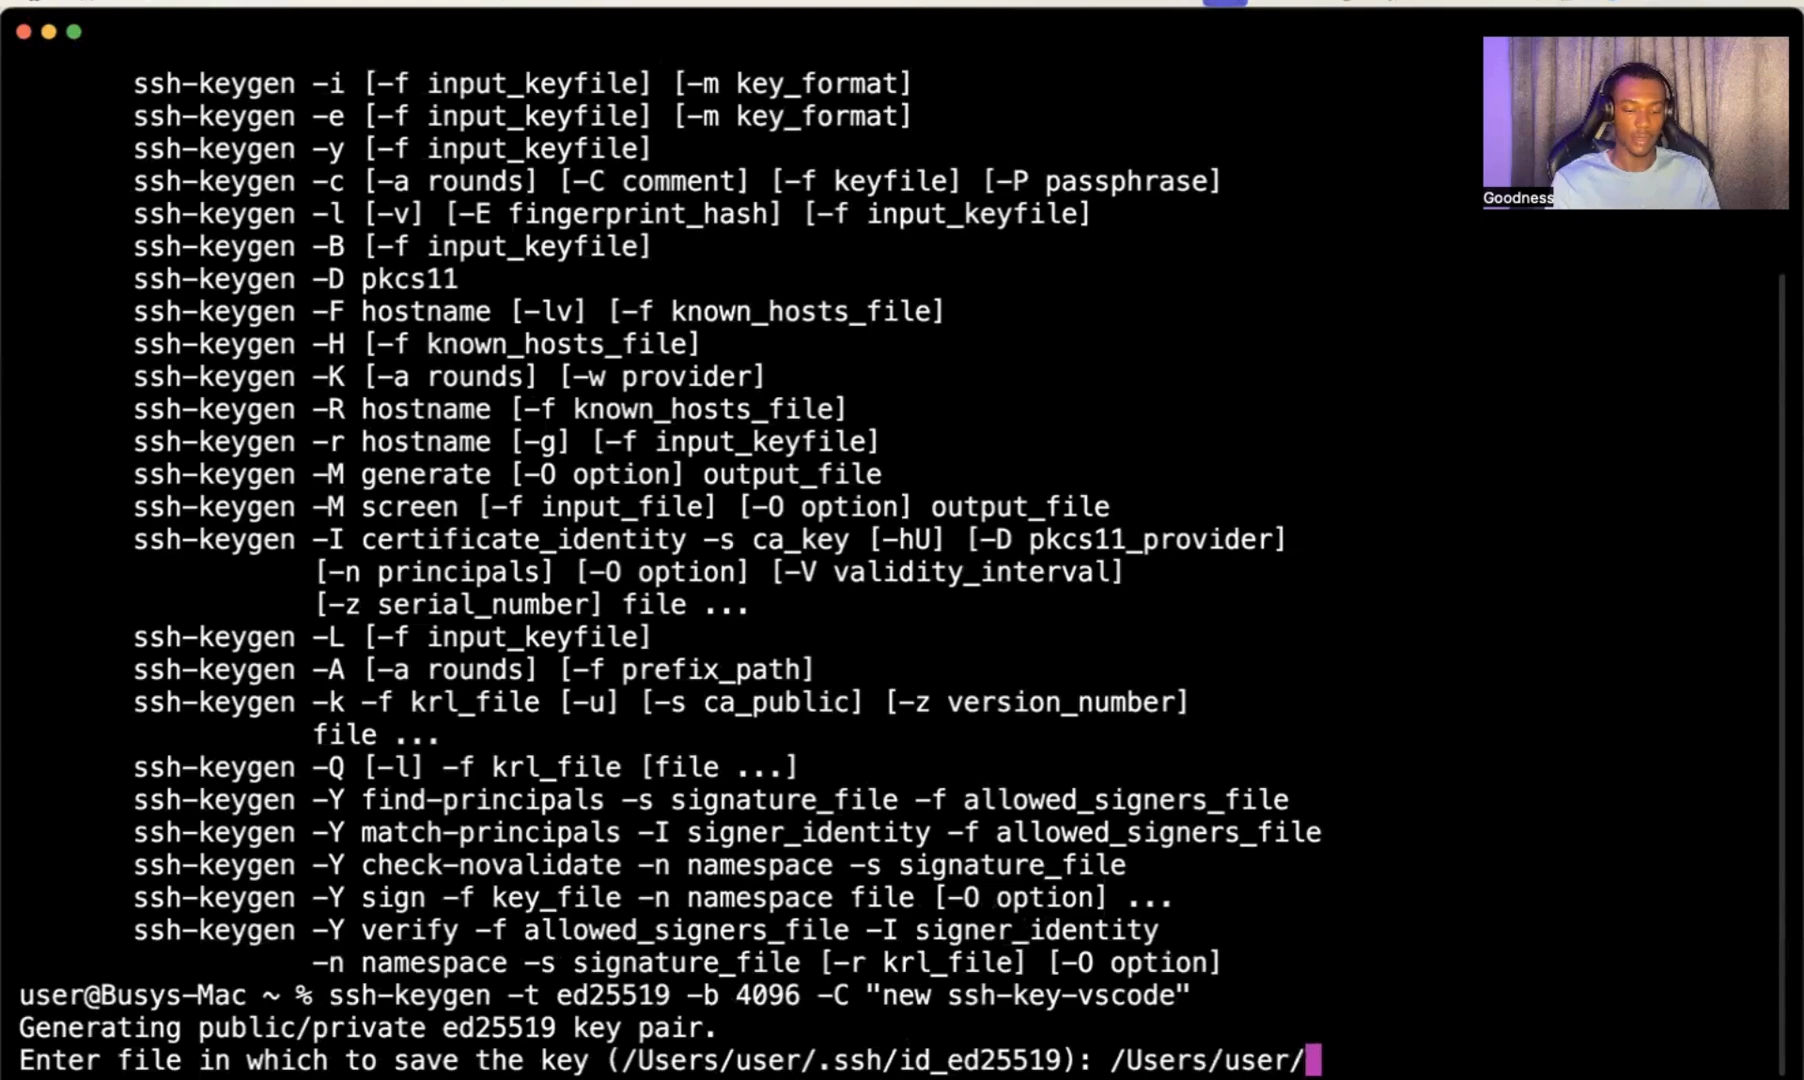 ssh-keygen -i [-f input_keyfile] [-m key_format]
ssh-keygen -e [-f input_keyfile] [-m key_format]
ssh-keygen -y [-f input_keyfile]
ssh-keygen -c [-a rounds] [-C comment] [-f keyfile] [-P passphrase]
Goodness
ssh-keygen -l [-v] [-E fingerprint_hash] [-f input_keyfile]
ssh-keygen -B [-f input_keyfile]
ssh-keygen -D pkcs11
ssh-keygen -F hostname [-lv] [-f known_hosts_file]
ssh-keygen -H [-f known_hosts_file]
ssh-keygen -K [-a rounds] [-w provider]
ssh-keygen -R hostname [-f known_hosts_file]
ssh-keygen -r hostname [-g] [-f input_keyfile]
ssh-keygen -M generate [-O option] output_file
ssh-keygen -M screen [-f input_file] [-O option] output_file
ssh-keygen -I certificate_identity -s ca_key [-hU] [-D pkcs11_provider]
[-n principals] [-O option] [-V validity_interval]
[-z serial_number] file ...
ssh-keygen -L [-f input_keyfile]
ssh-keygen -A [-a rounds] [-f prefix_path]
ssh-keygen -k -f krl_file [-u] [-s ca_public] [-z version_number]
file ...
ssh-keygen -Q [-l] -f krl_file [file ...]
ssh-keygen -Y find-principals -s signature_file -f allowed_signers_file
ssh-keygen -Y match-principals -I signer_identity -f allowed_signers_file
ssh-keygen -Y check-novalidate -n namespace -s signature_file
ssh-keygen -Y sign -f key_file -n namespace file [-O option] ...
ssh-keygen -Y verify -f allowed_signers_file -I signer_identity
-n namespace -s signature_file [-r krl_file] [-O option]
user@Busys-Mac ~ % ssh-keygen -t ed25519 -b 4096 -C "new ssh-key-vscode"
Generating public/private ed25519 key pair.
Enter file in which to save the key (/Users/user/.ssh/id_ed25519): /Users/user/